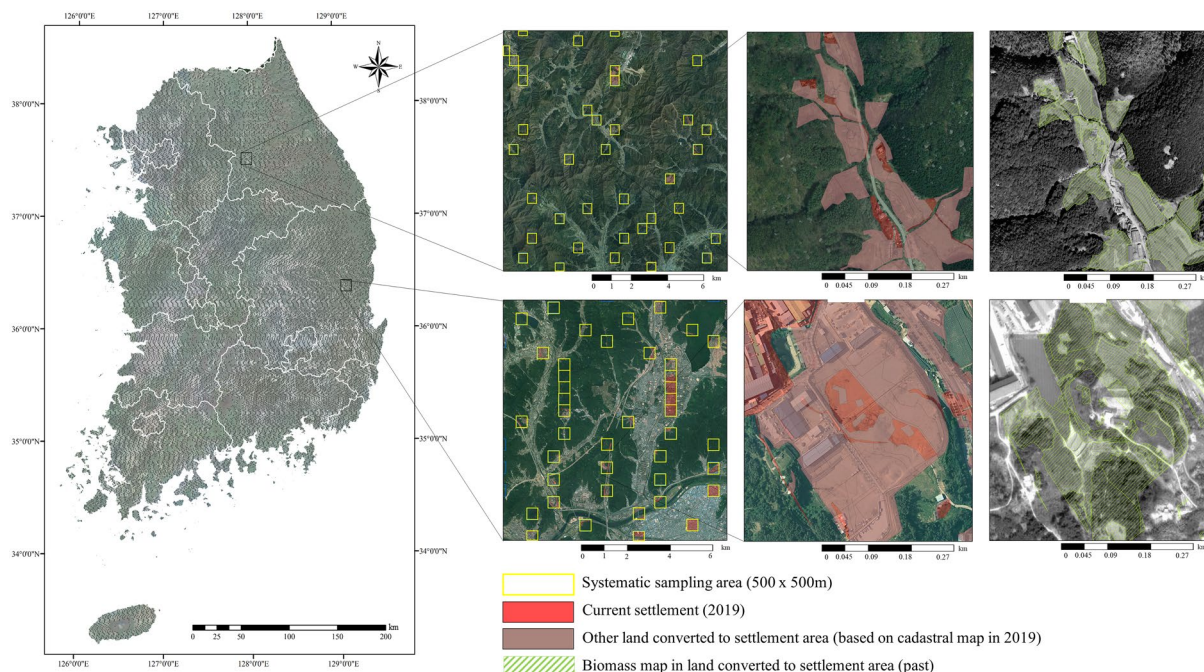 126°0'0"E 127°0'0"E 128°0'0"E 129°0'0"E
N
W E
S
38°0'0"N 38°0'0"N
37°0'0"N 37°0'0"N
36°0'0"N 36°0'0"N
35°0'0"N 35°0'0"N
34°0'0"N 34°0'0"N
km
0 25 50 100 150 200
126°0'0"E 127°0'0"E 128°0'0"E 129°0'0"E
km
0 1 2 4 6
km
0 0.045 0.09 0.18 0.27
km
0 0.045 0.09 0.18 0.27
km
0 1 2 4 6
km
0 0.045 0.09 0.18 0.27
km
0 0.045 0.09 0.18 0.27
Systematic sampling area (500 x 500m)
Current settlement (2019)
Other land converted to settlement area (based on cadastral map in 2019)
Biomass map in land converted to settlement area (past)